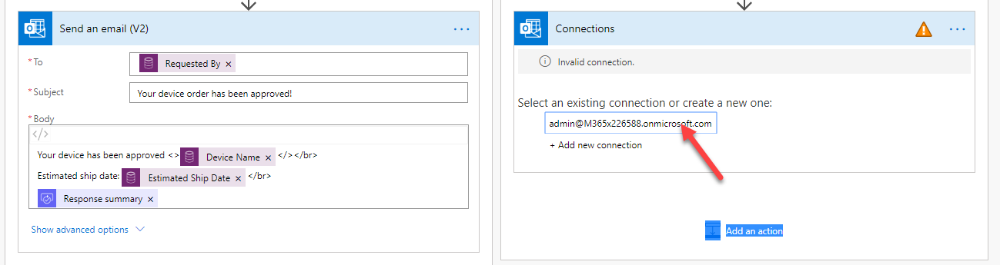 Send an email (V2)
* To
Requested By ×
* Subject
Your device order has been approved!
* Body
</>
Your device has been approved <> Device Name × </></br>
Estimated ship date: Estimated Ship Date × </br>
Response summary ×
Show advanced options
Connections
Invalid connection.
Select an existing connection or create a new one:
admin@M365x226588.onmicrosoft.com
+ Add new connection
Add an action